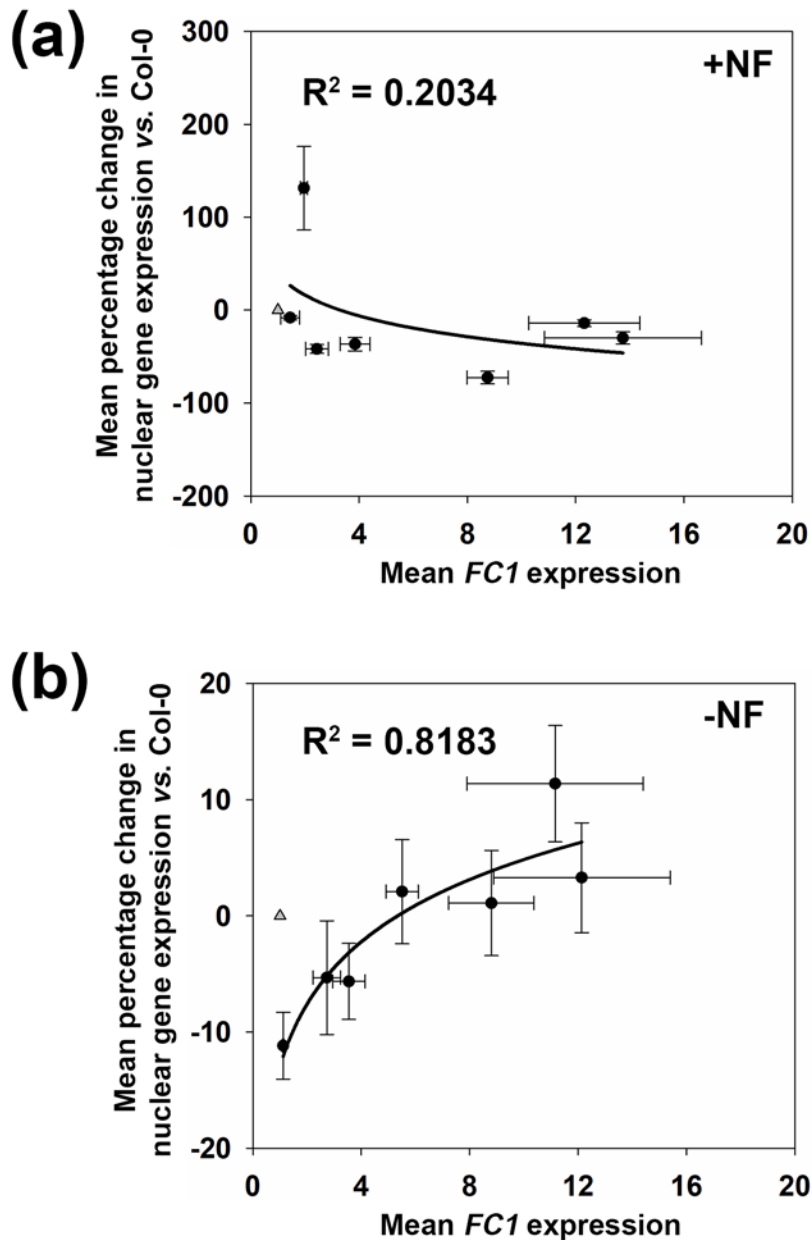 (a)
Mean percentage change in
nuclear gene expression vs. Col-0
300
200
100
0
-100
-200
R² = 0.2034
+NF
0 4 8 12 16 20
Mean FC1 expression
(b)
Mean percentage change in
nuclear gene expression vs. Col-0
20
10
0
-10
-20
R² = 0.8183
-NF
0 4 8 12 16 20
Mean FC1 expression